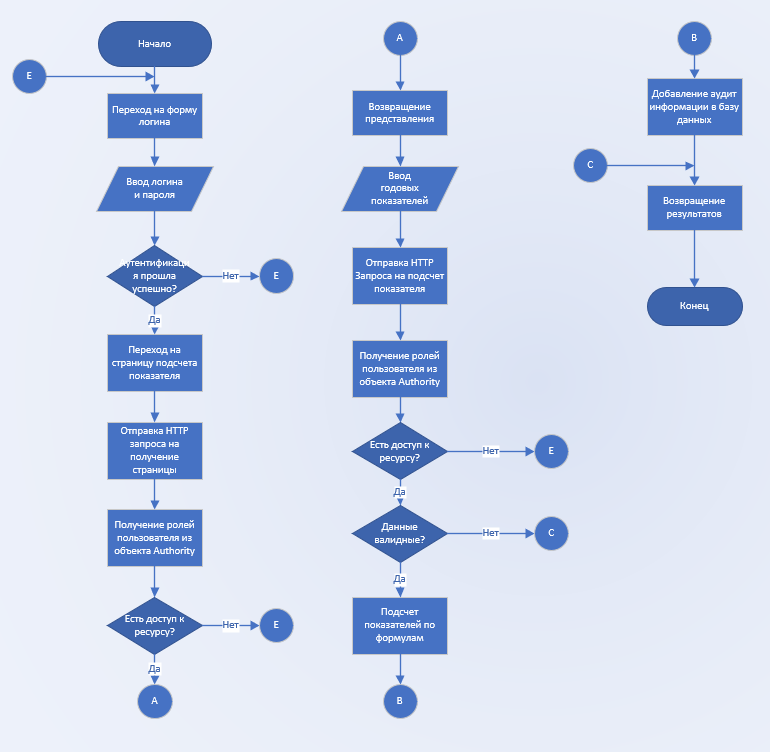 Начало
E
Переход на форму
логина
Ввод логина
и пароля
Аутентификаци
я прошла
успешно?
Нет
E
Да
Переход на
страницу подсчета
показателя
Отправка HTTP
запроса на
получение
страницы
Получение ролей
пользователя из
объекта Authority
Есть доступ к
ресурсу?
Нет
E
Да
A
A
Возвращение
представления
Ввод
годовых
показателей
Отправка HTTP
Запроса на подсчет
показателя
Получение ролей
пользователя из
объекта Authority
Есть доступ к
ресурсу?
Нет
E
Да
Данные
валидные?
Нет
C
Да
Подсчет
показателей по
формулам
B
B
Добавление аудит
информации в базу
данных
C
Возвращение
результатов
Конец